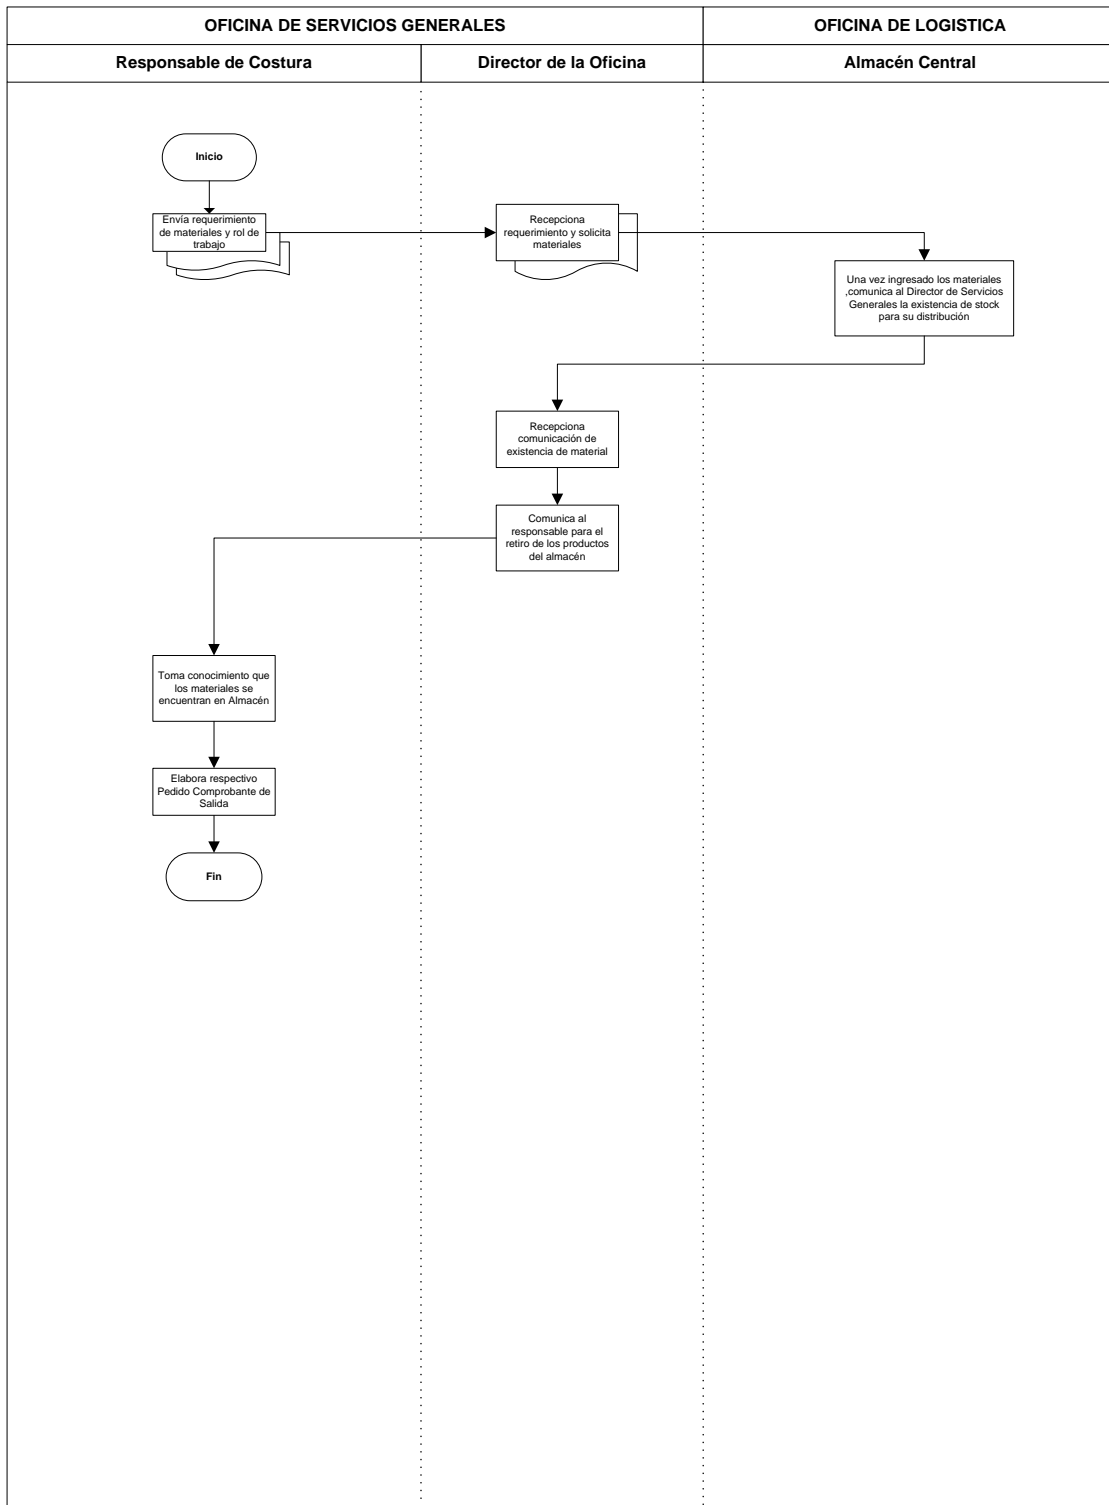 OFICINA DE SERVICIOS GENERALES
OFICINA DE LOGISTICA
Responsable de Costura
Director de la Oficina
Almacén Central
Inicio
Envía requerimiento
de materiales y rol de
trabajo
Recepciona
requerimiento y solicita
materiales
Una vez ingresado los materiales
,comunica al Director de Servicios
Generales la existencia de stock
para su distribución
Recepciona
comunicación de
existencia de material
Comunica al
responsable para el
retiro de los productos
del almacén
Toma conocimiento que
los materiales se
encuentran en Almacén
Elabora respectivo
Pedido Comprobante de
Salida
Fin